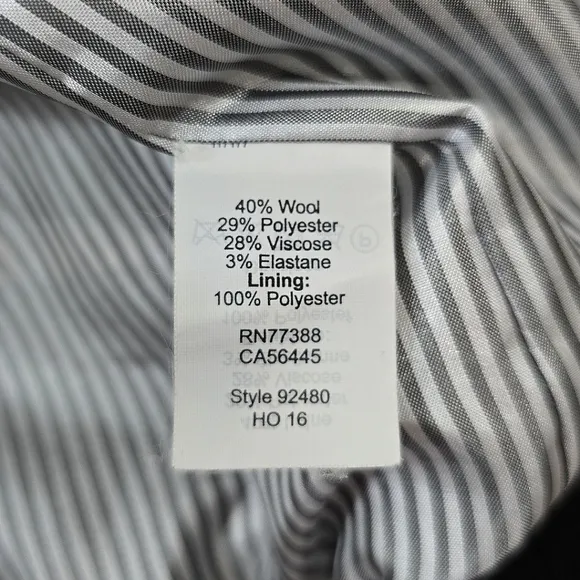 40% Wool
29% Polyester
28% Viscose
3% Elastane
Lining:
100% Polyester
RN77388
CA56445
Style 92480
HO 16